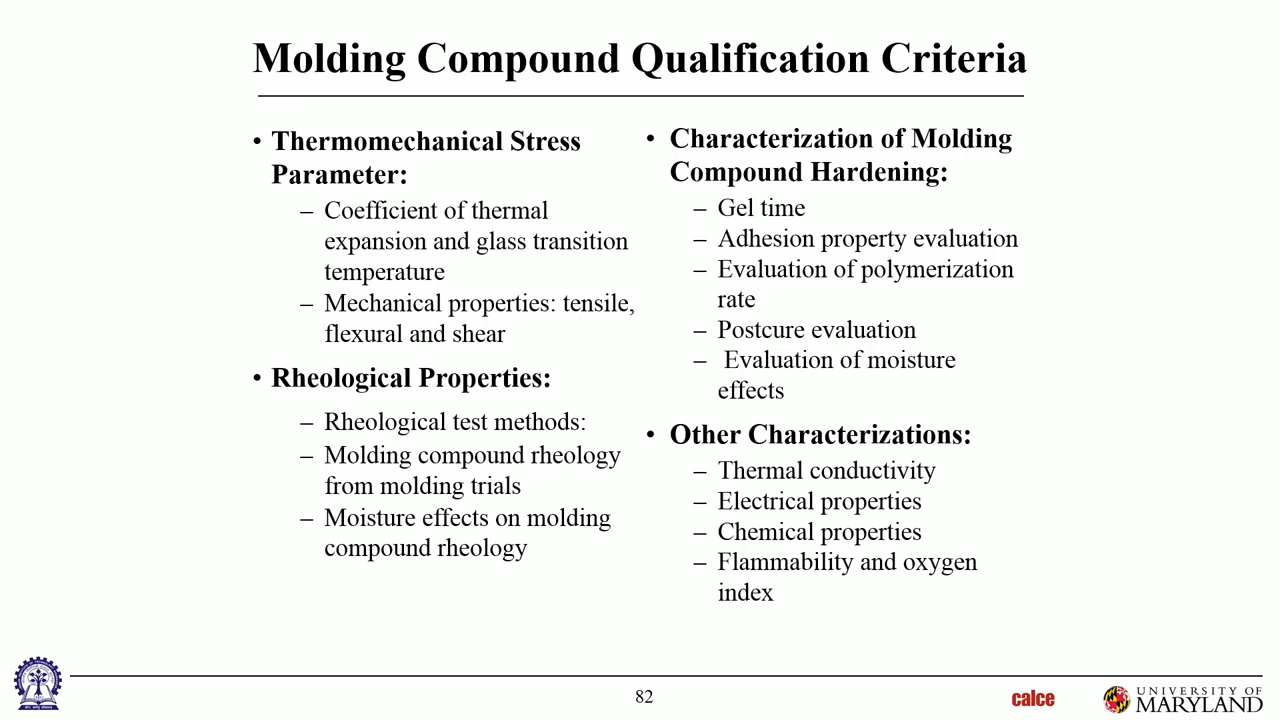 Molding Compound Qualification Criteria
• Thermomechanical Stress
Parameter:
– Coefficient of thermal
expansion and glass transition
temperature
– Mechanical properties: tensile,
flexural and shear
• Rheological Properties:
– Rheological test methods:
– Molding compound rheology
from molding trials
– Moisture effects on molding
compound rheology
• Characterization of Molding
Compound Hardening:
– Gel time
– Adhesion property evaluation
– Evaluation of polymerization
rate
– Postcure evaluation
– Evaluation of moisture
effects
• Other Characterizations:
– Thermal conductivity
– Electrical properties
– Chemical properties
– Flammability and oxygen
index
82
calce
UNIVERSITY OF
MARYLAND